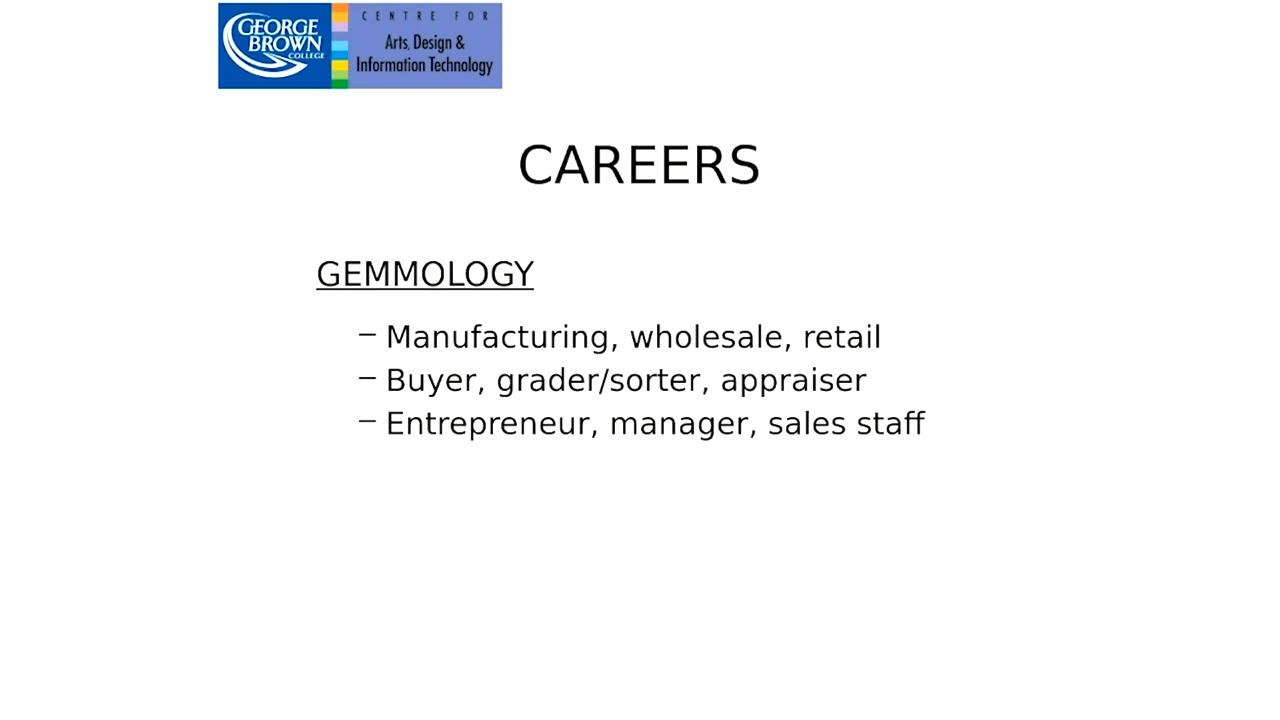 GEORGE
BROWN
COLLEGE
CENTRE FOR
Arts, Design &
Information Technology
CAREERS
GEMMOLOGY
– Manufacturing, wholesale, retail
– Buyer, grader/sorter, appraiser
– Entrepreneur, manager, sales staff